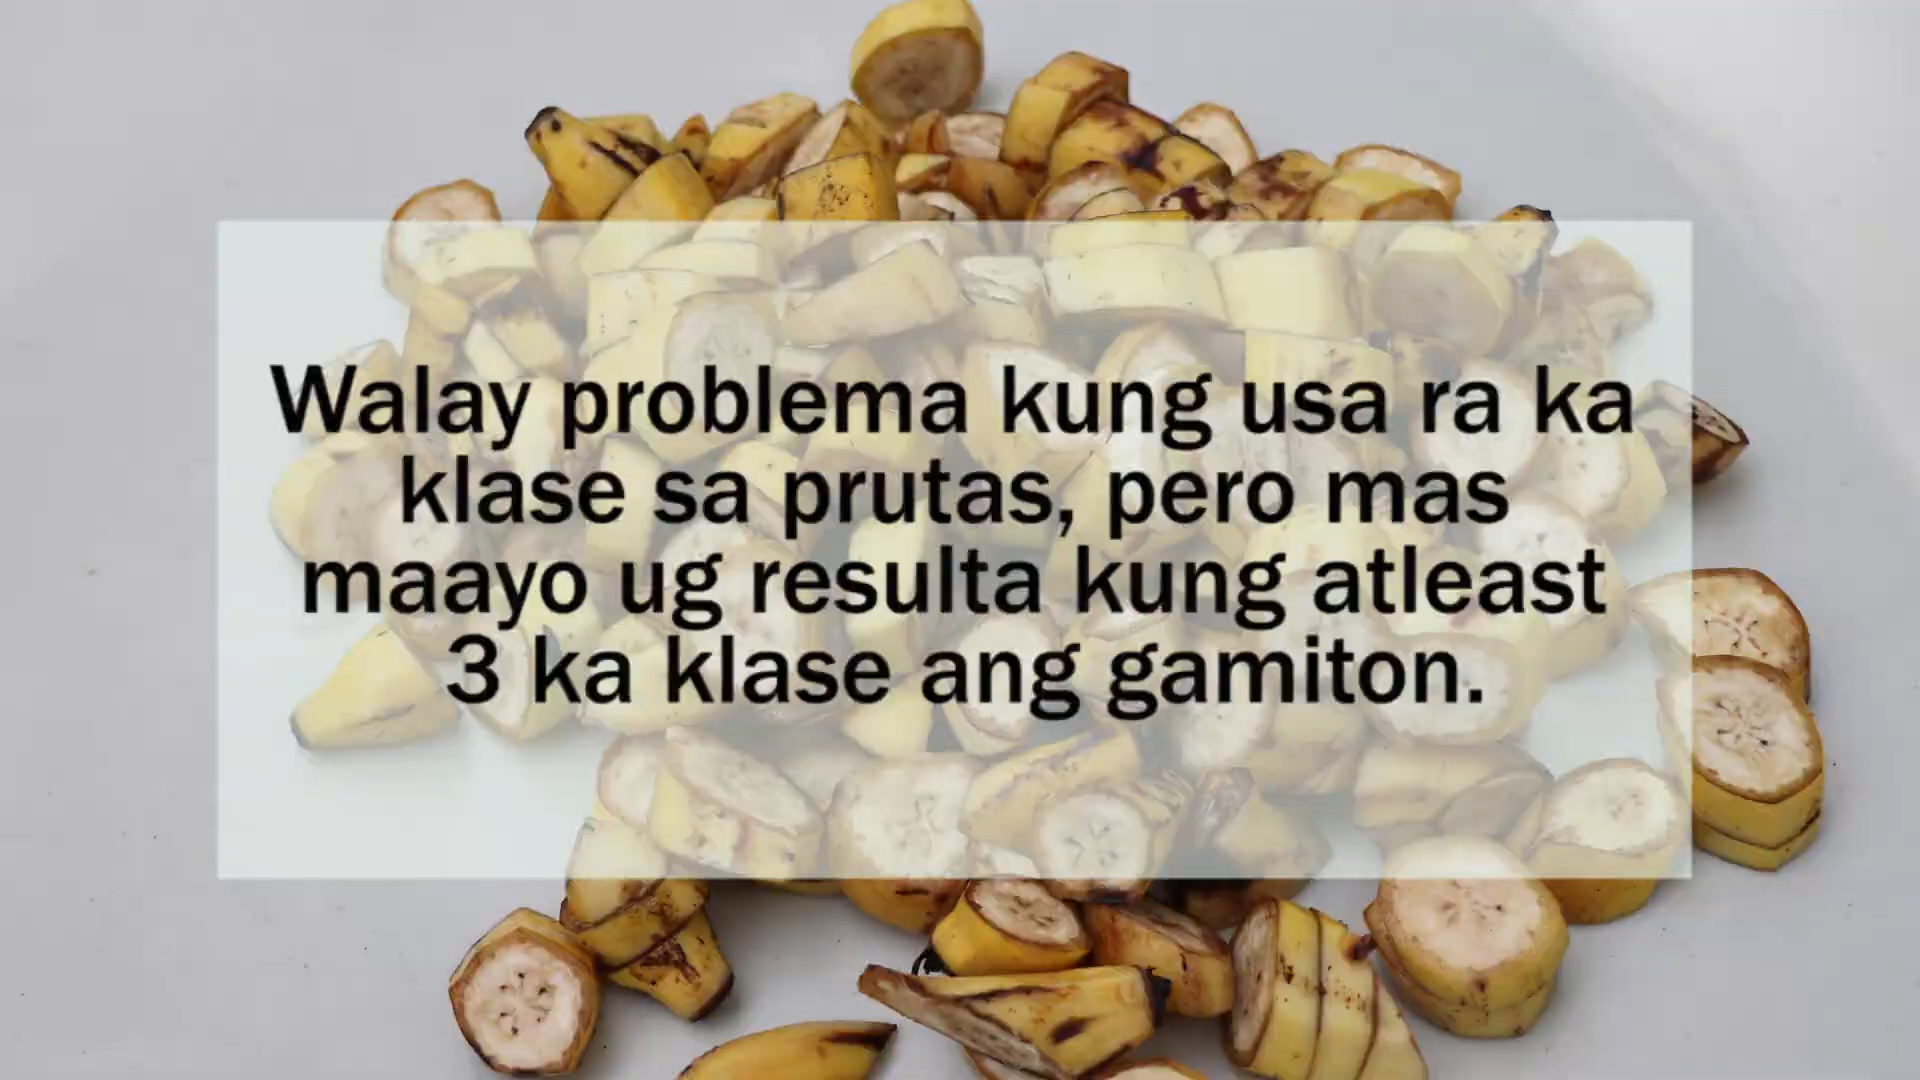 Walay problema kung usa ra ka
klase sa prutas, pero mas
maayo ug resulta kung atleast
3 ka klase ang gamiton.